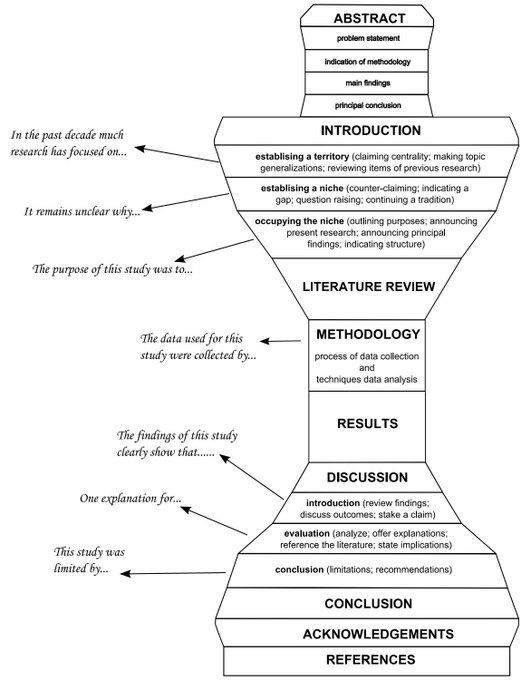 ABSTRACT
problem statement
indication of methodology
main findings
principal conclusion
INTRODUCTION
In the past decade much
research has focused on...
establising a territory (claiming centrality; making topic
generalizations; reviewing items of previous research)
It remains unclear why...
establising a niche (counter-claiming; indicating a
gap; question raising; continuing a tradition)
The purpose of this study was to...
occupying the niche (outlining purposes; announcing
present research; announcing principal
findings; indicating structure)
LITERATURE REVIEW
The data used for this
study were collected by...
METHODOLOGY
process of data collection
and
techniques data analysis
RESULTS
The findings of this study
clearly show that......
DISCUSSION
introduction (review findings;
discuss outcomes; stake a claim)
One explanation for...
evaluation (analyze; offer explanations;
reference the literature; state implications)
This study was
limited by...
conclusion (limitations; recommendations)
CONCLUSION
ACKNOWLEDGEMENTS
REFERENCES